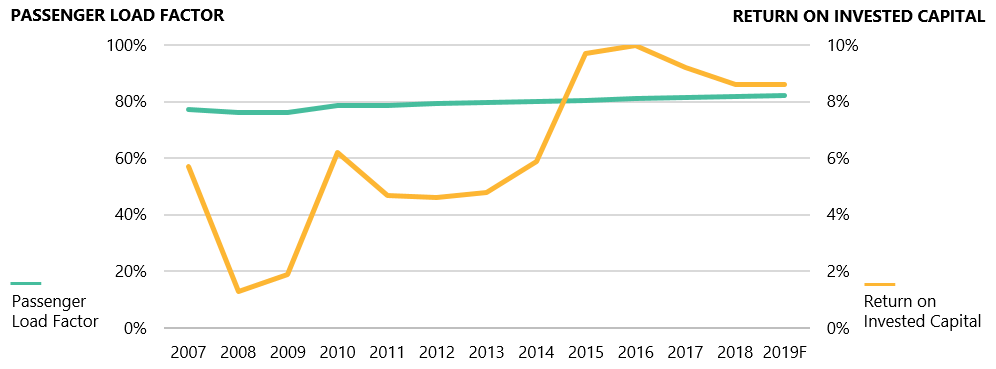 PASSENGER LOAD FACTOR
RETURN ON INVESTED CAPITAL
100%
10%
80%
8%
60%
6%
40%
4%
20%
2%
Passenger
Load Factor
Return on
Invested Capital
0%
0%
2007 2008 2009 2010 2011 2012 2013 2014 2015 2016 2017 2018 2019F